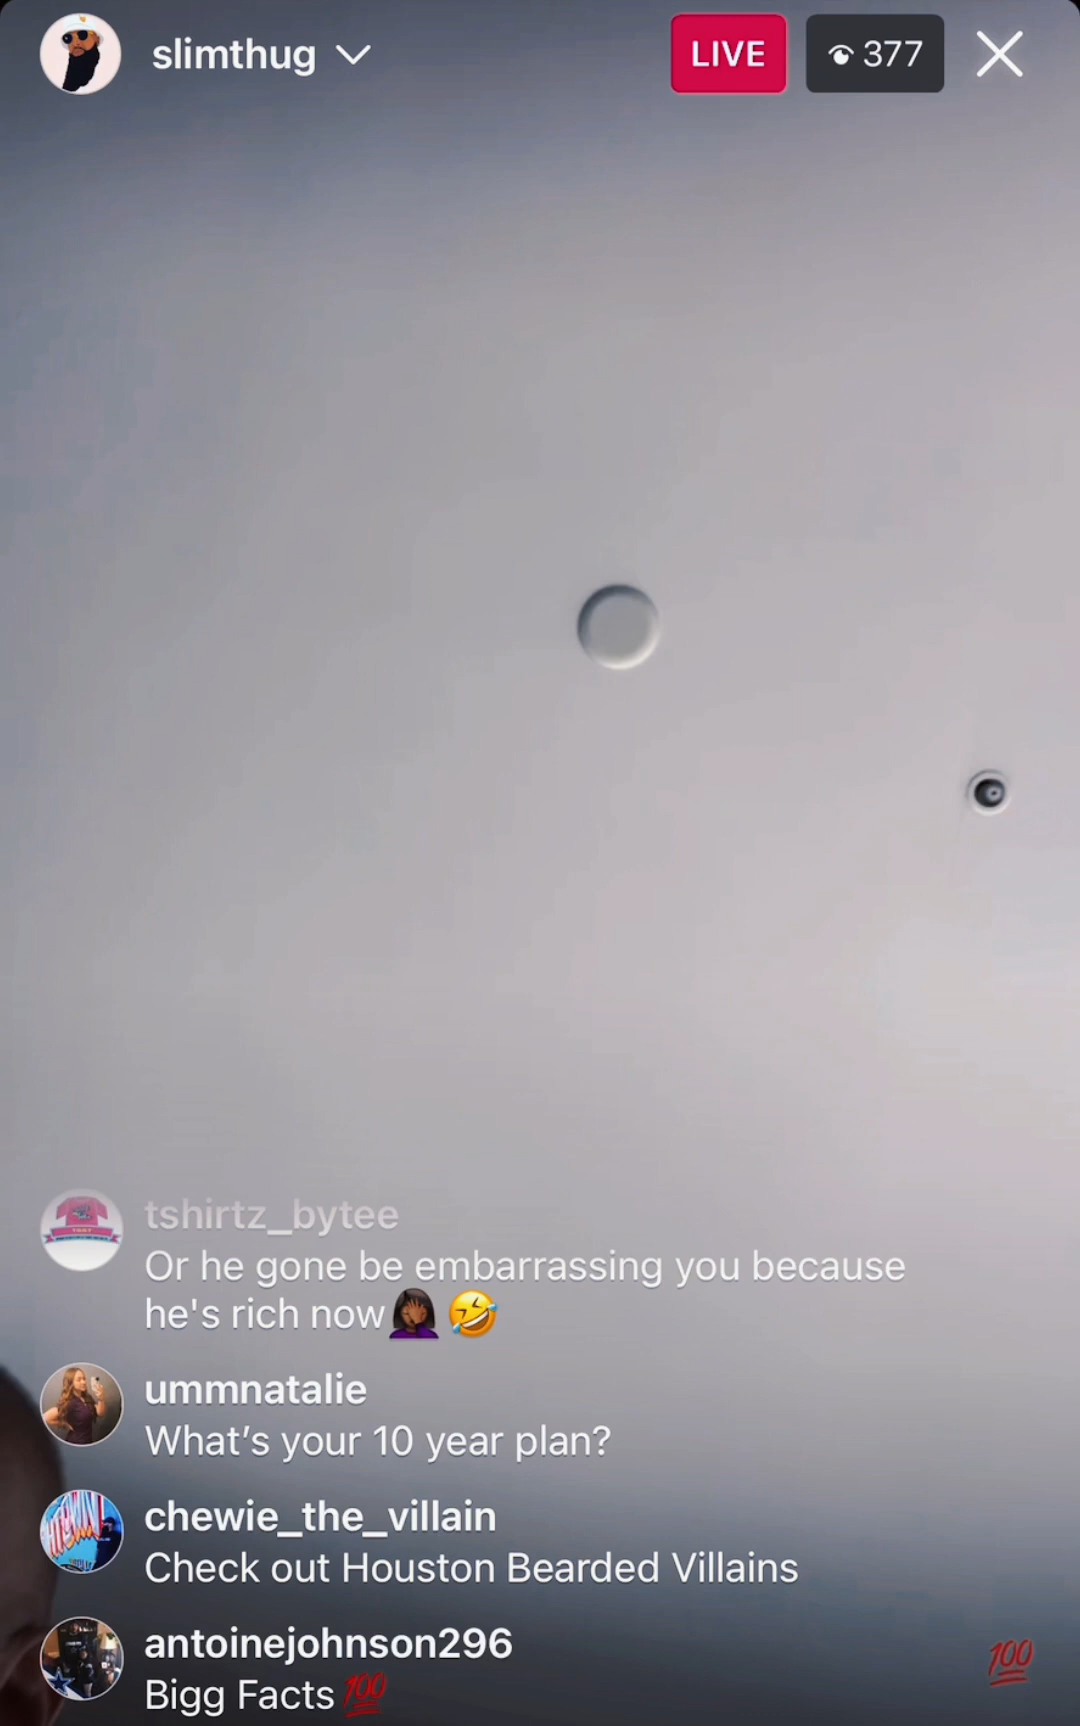 slimthug
LIVE
377
tshirtz_bytee
Or he gone be embarrassing you because
he's rich now🤦🏾‍♀️🤣
ummnatalie
What's your 10 year plan?
chewie_the_villain
Check out Houston Bearded Villains
antoinejohnson296
Bigg Facts 💯
💯